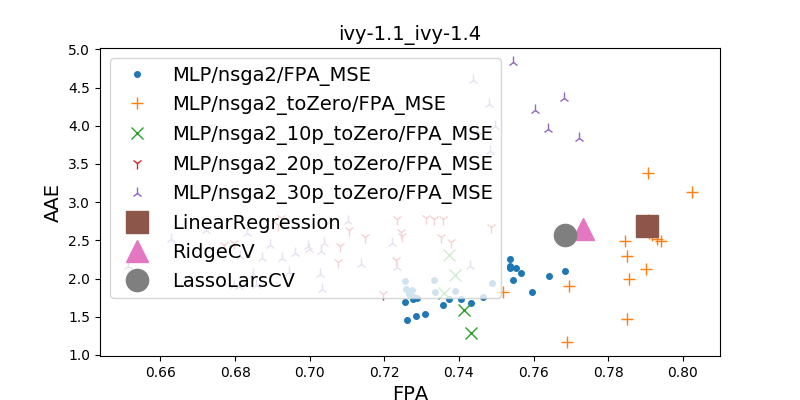 ivy-1.1_ivy-1.4
5.0
4.5
4.0
3.5
3.0
2.5
2.0
1.5
1.0
AAE
MLP/nsga2/FPA_MSE
MLP/nsga2_toZero/FPA_MSE
MLP/nsga2_10p_toZero/FPA_MSE
MLP/nsga2_20p_toZero/FPA_MSE
MLP/nsga2_30p_toZero/FPA_MSE
LinearRegression
RidgeCV
LassoLarsCV
0.66 0.68 0.70 0.72 0.74 0.76 0.78 0.80
FPA